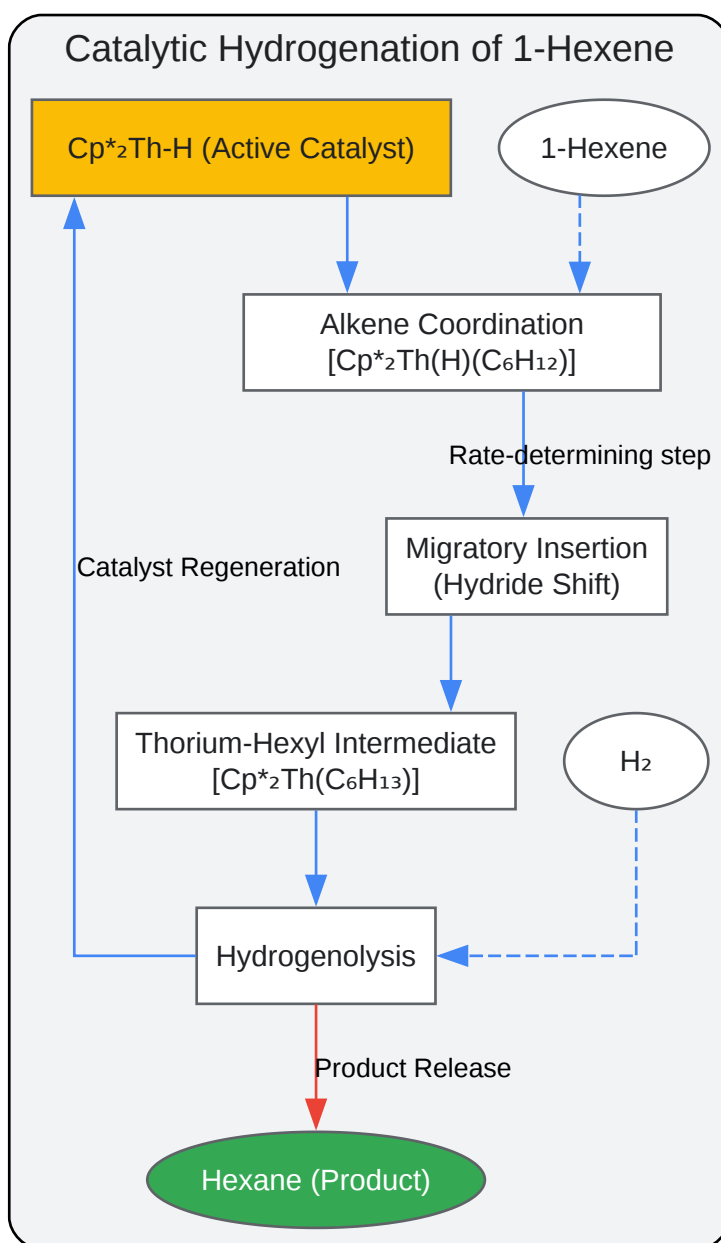 Catalytic Hydrogenation of 1-Hexene
Cp*₂Th-H (Active Catalyst)
1-Hexene
Alkene Coordination
[Cp*₂Th(H)(C₆H₁₂)]
Rate-determining step
Migratory Insertion
(Hydride Shift)
Catalyst Regeneration
Thorium-Hexyl Intermediate
[Cp*₂Th(C₆H₁₃)]
H₂
Hydrogenolysis
Product Release
Hexane (Product)